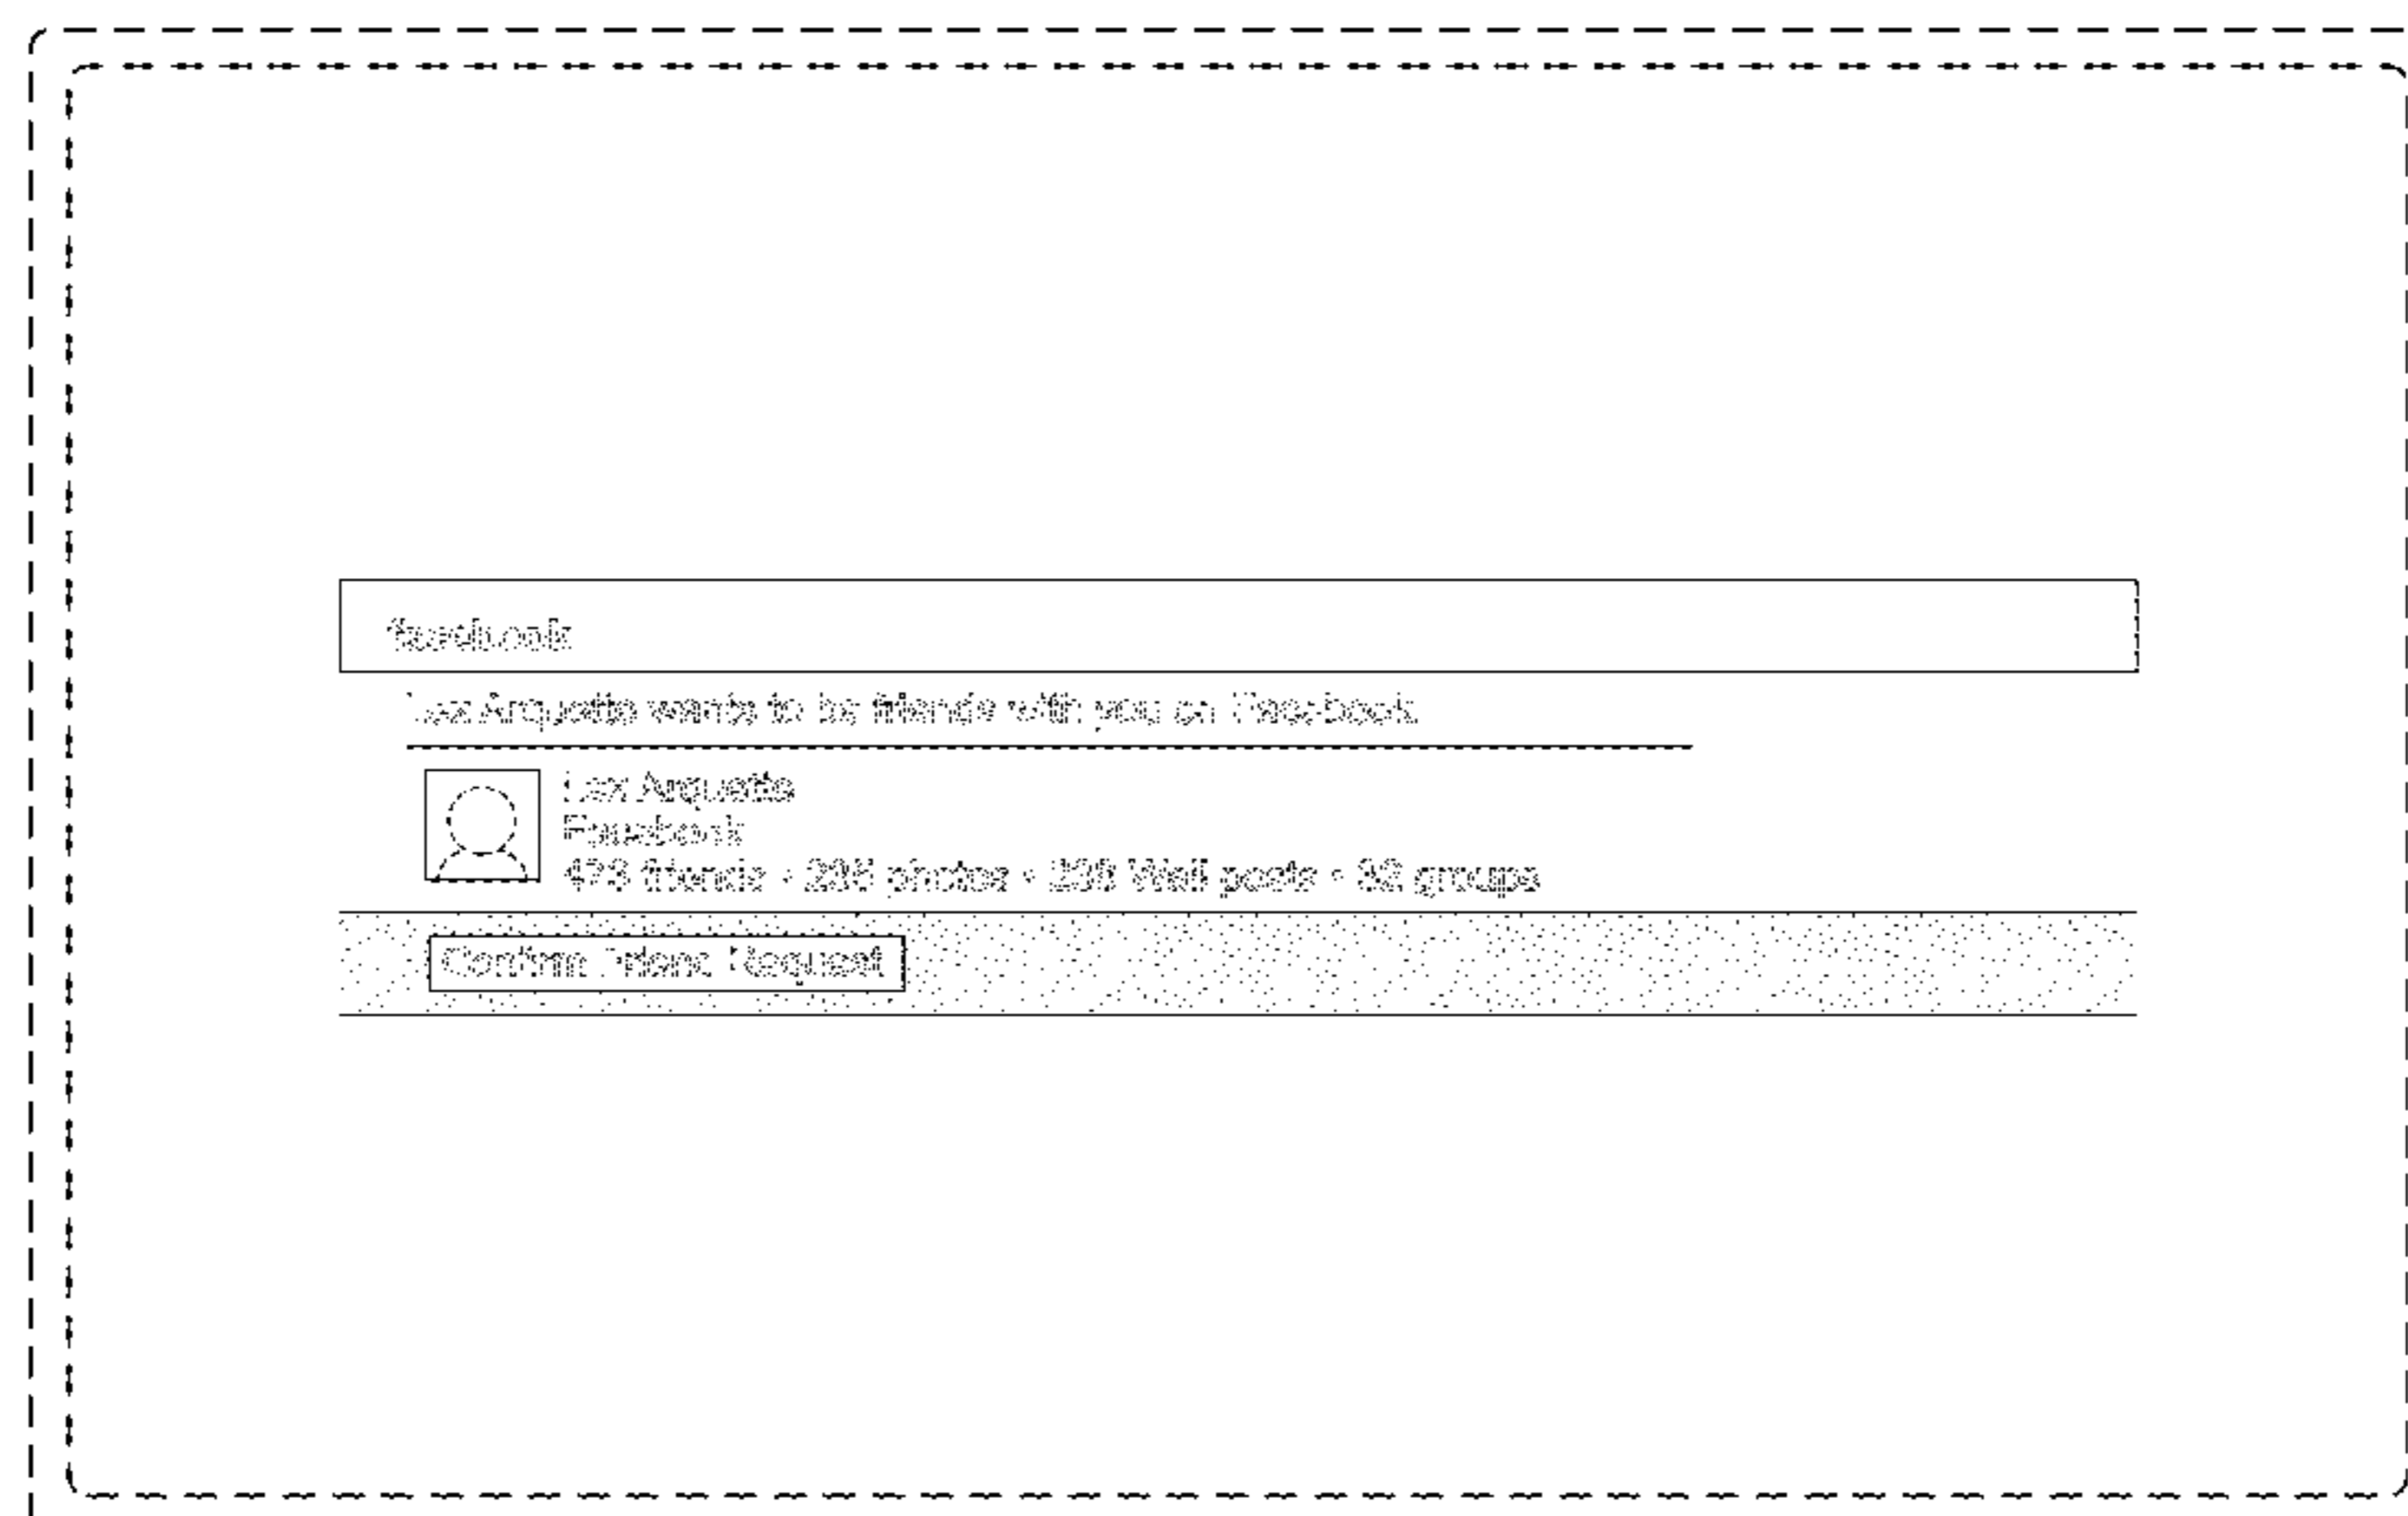 facebook
Lex Arquette wants to be friends with you on Facebook.
Lex Arquette
Facebook
friends · photos · Wall posts · groups
Confirm Friend Request